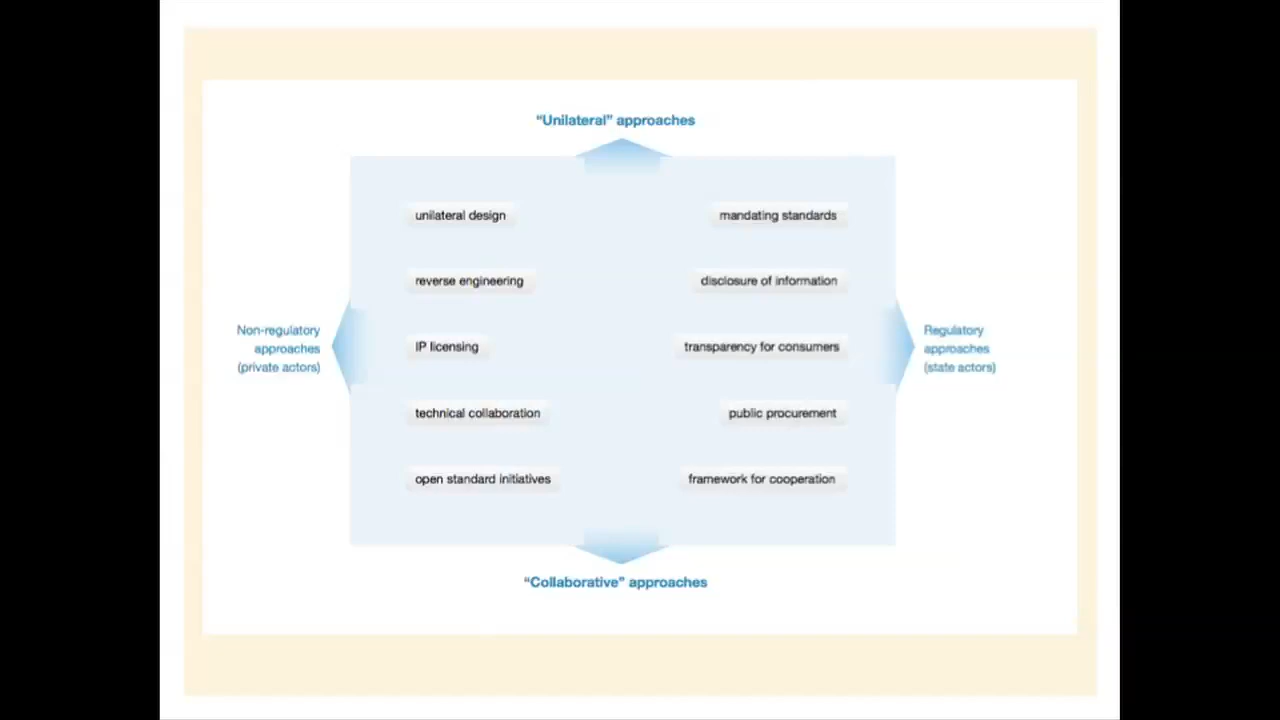 “Unilateral” approaches
unilateral design
mandating standards
reverse engineering
disclosure of information
Non-regulatory
approaches
(private actors)
IP licensing
transparency for consumers
Regulatory
approaches
(state actors)
technical collaboration
public procurement
open standard initiatives
framework for cooperation
“Collaborative” approaches